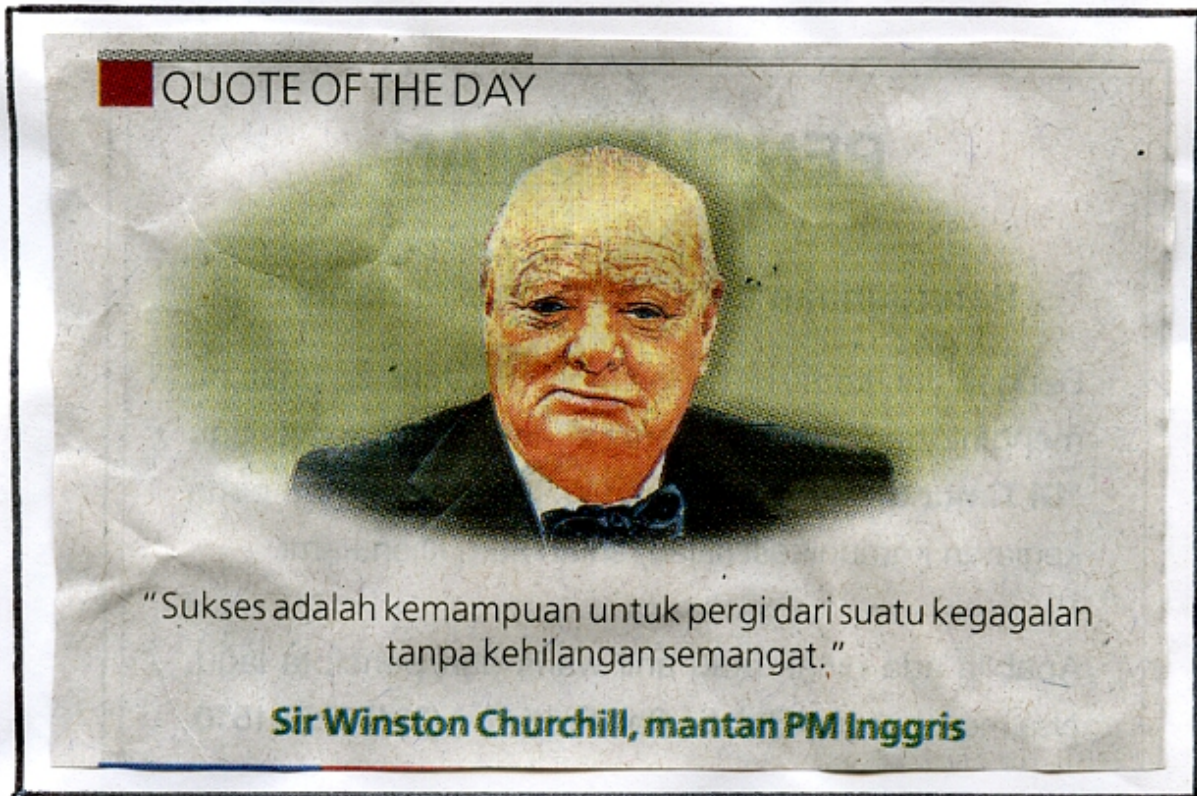 QUOTE OF THE DAY
"Sukses adalah kemampuan untuk pergi dari suatu kegagalan
tanpa kehilangan semangat."
Sir Winston Churchill, mantan PM Inggris